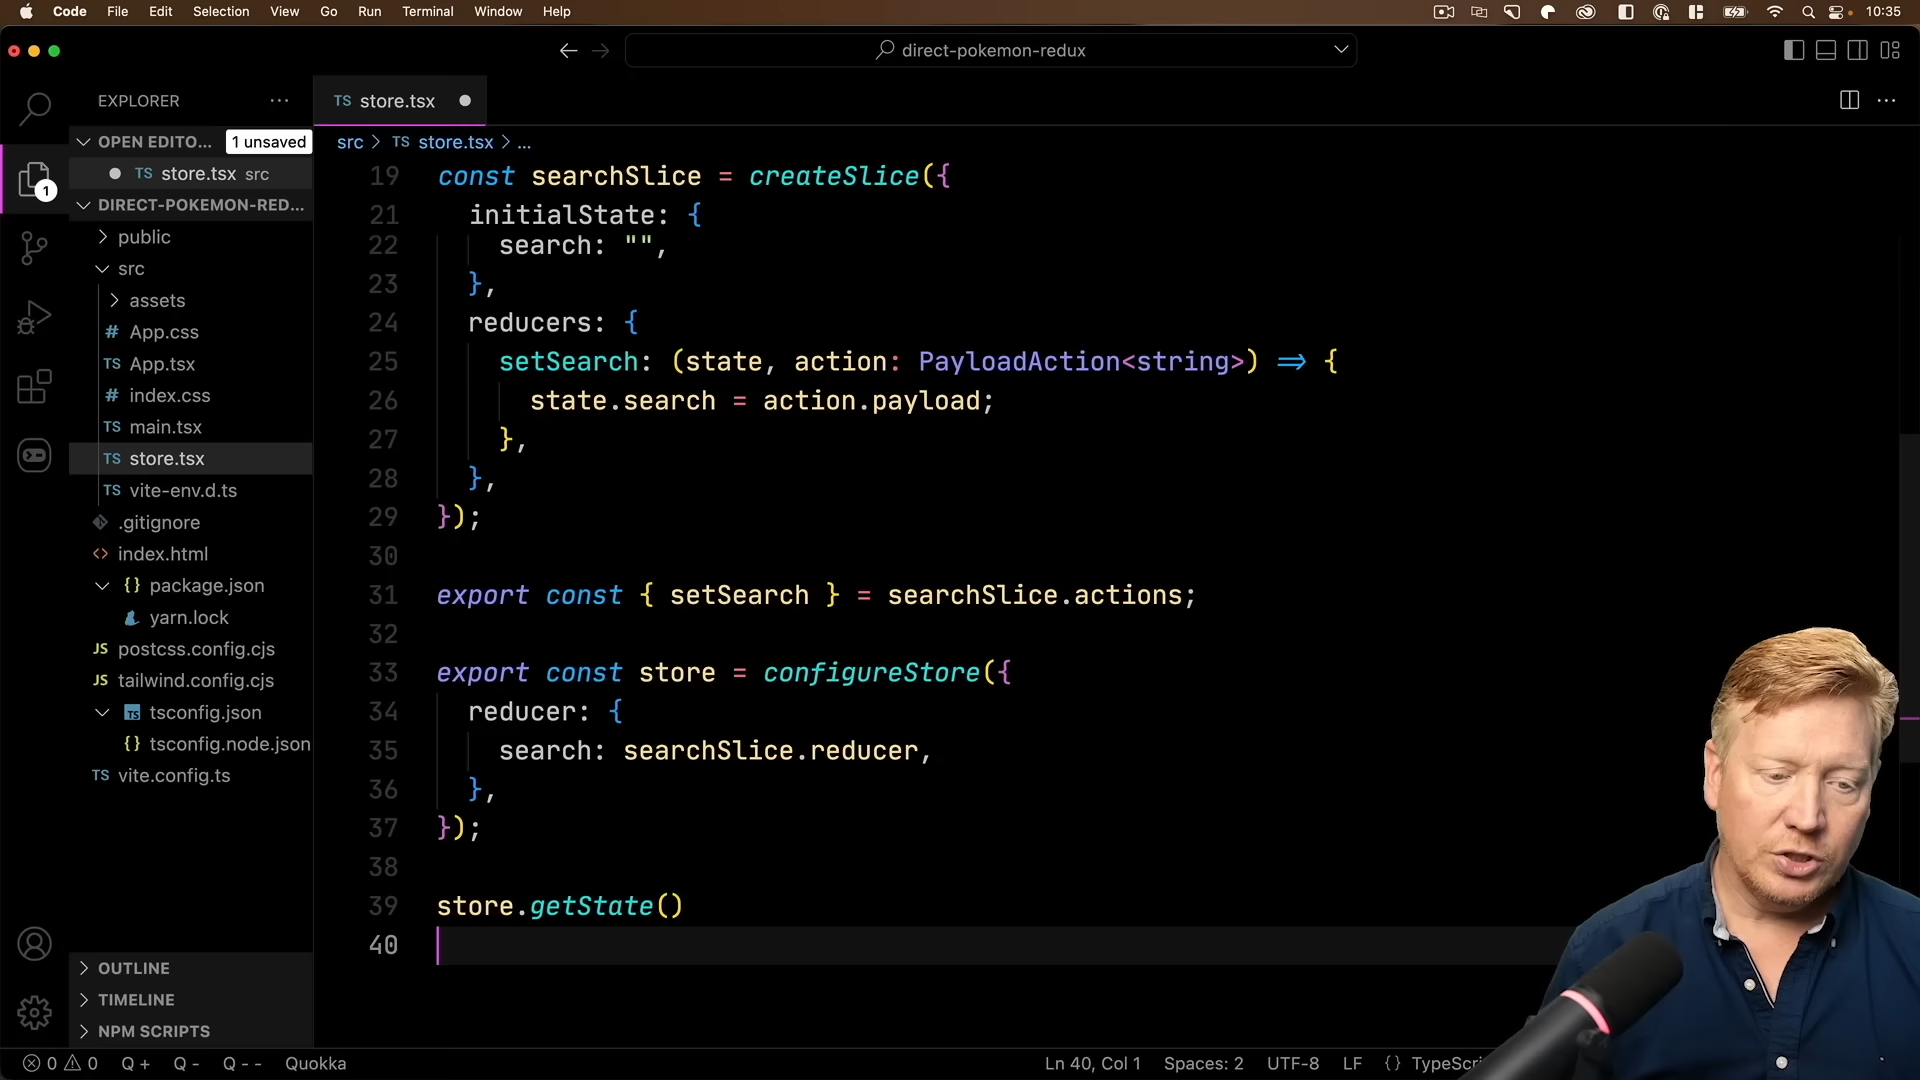 Code File Edit Selection View Go Run Terminal Window Help 10:35
direct-pokemon-redux
EXPLORER
OPEN EDITO... 1 unsaved
TS store.tsx src
DIRECT-POKEMON-RED...
public
src
assets
# App.css
TS App.tsx
# index.css
TS main.tsx
TS store.tsx
TS vite-env.d.ts
.gitignore
<> index.html
{} package.json
yarn.lock
JS postcss.config.cjs
JS tailwind.config.cjs
TS tsconfig.json
{} tsconfig.node.json
TS vite.config.ts
OUTLINE
TIMELINE
NPM SCRIPTS
1
TS store.tsx
src > TS store.tsx > ...
19 const searchSlice = createSlice({
21 initialState: {
22 search: "",
23 },
24 reducers: {
25 setSearch: (state, action: PayloadAction<string>) => {
26 state.search = action.payload;
27 },
28 },
29 });
30
31 export const { setSearch } = searchSlice.actions;
32
33 export const store = configureStore({
34 reducer: {
35 search: searchSlice.reducer,
36 },
37 });
38
39 store.getState()
40
0 0 Q + Q - Q - - Quokka Ln 40, Col 1 Spaces: 2 UTF-8 LF {} TypeScri